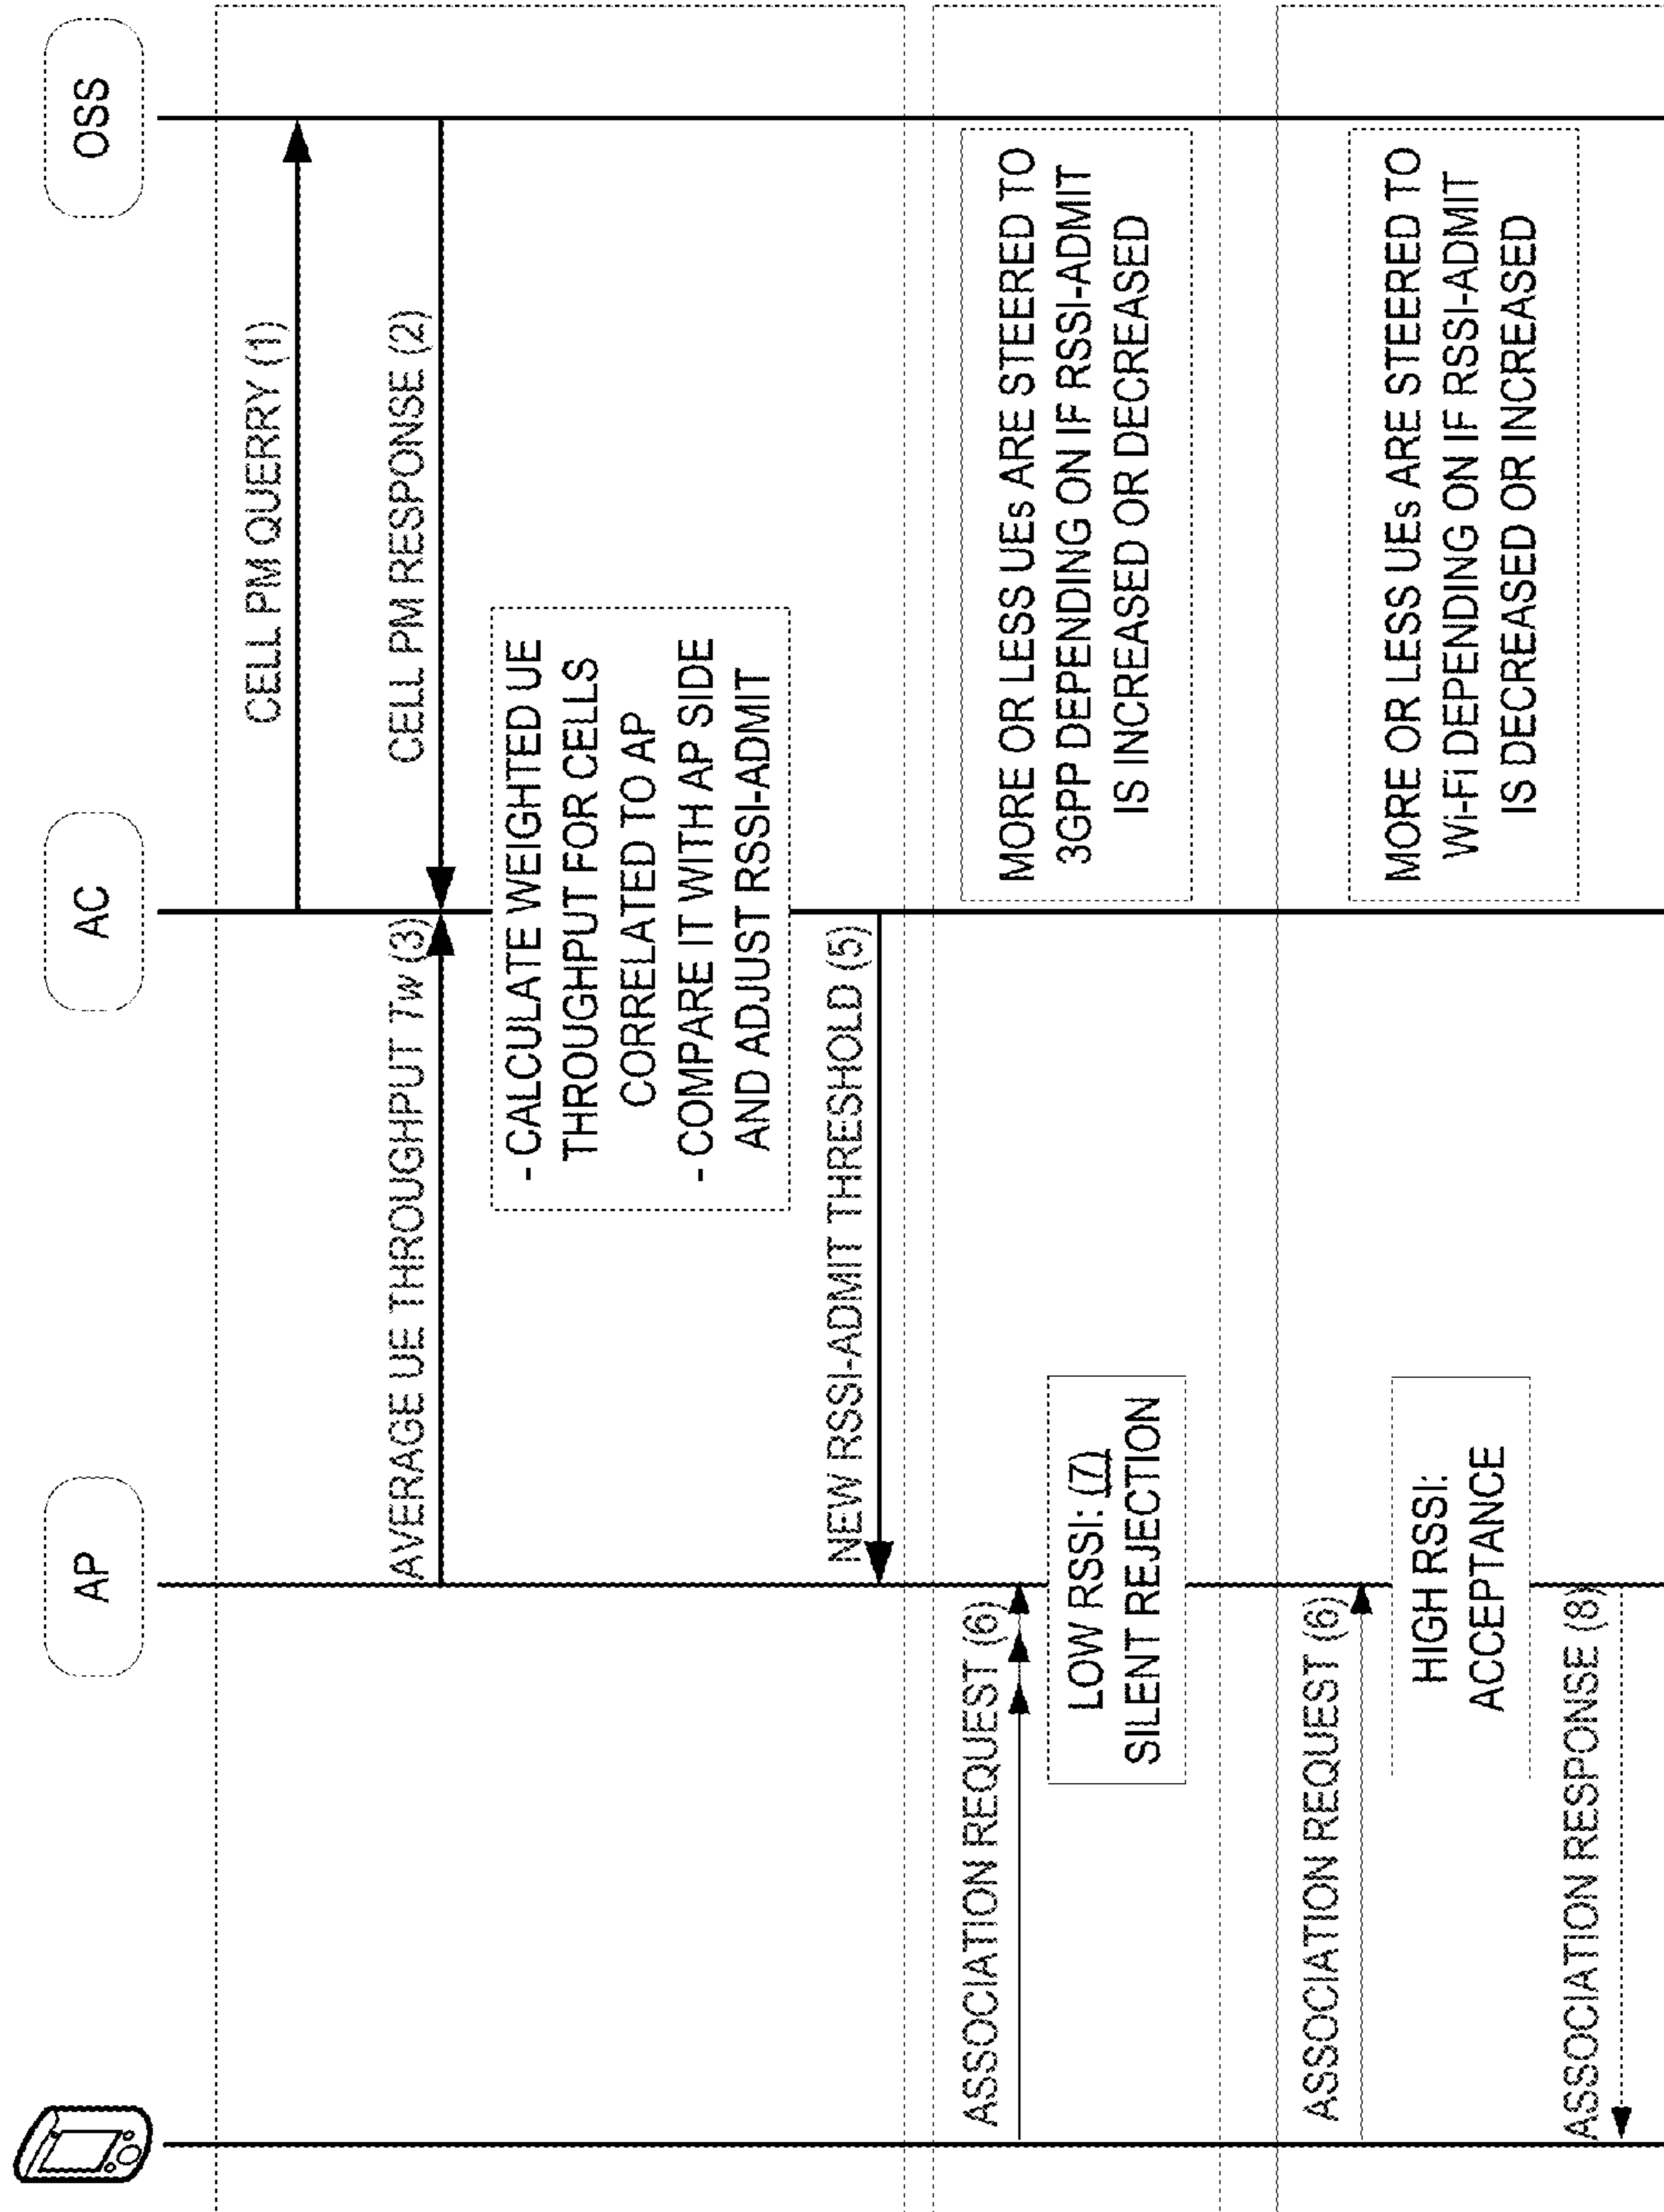 AP
AC
OSS
CELL PM QUERRY (1)
CELL PM RESPONSE (2)
AVERAGE UE THROUGHPUT Tw (3)
- CALCULATE WEIGHTED UE
THROUGHPUT FOR CELLS
CORRELATED TO AP
- COMPARE IT WITH AP SIDE
AND ADJUST RSSI-ADMIT
NEW RSSI-ADMIT THRESHOLD (5)
ASSOCIATION REQUEST (6)
LOW RSSI: (7)
SILENT REJECTION
MORE OR LESS UEs ARE STEERED TO
3GPP DEPENDING ON IF RSSI-ADMIT
IS INCREASED OR DECREASED
ASSOCIATION REQUEST (6)
HIGH RSSI:
ACCEPTANCE
MORE OR LESS UEs ARE STEERED TO
Wi-Fi DEPENDING ON IF RSSI-ADMIT
IS DECREASED OR INCREASED
ASSOCIATION RESPONSE (8)